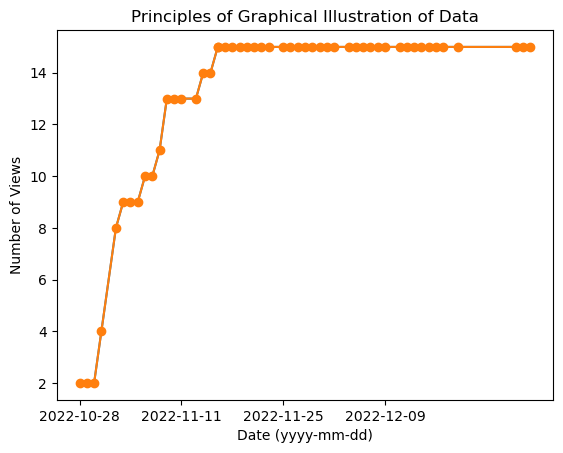 Principles of Graphical Illustration of Data
Number of Views
14
12
10
8
6
4
2
2022-10-28 2022-11-11 2022-11-25 2022-12-09
Date (yyyy-mm-dd)